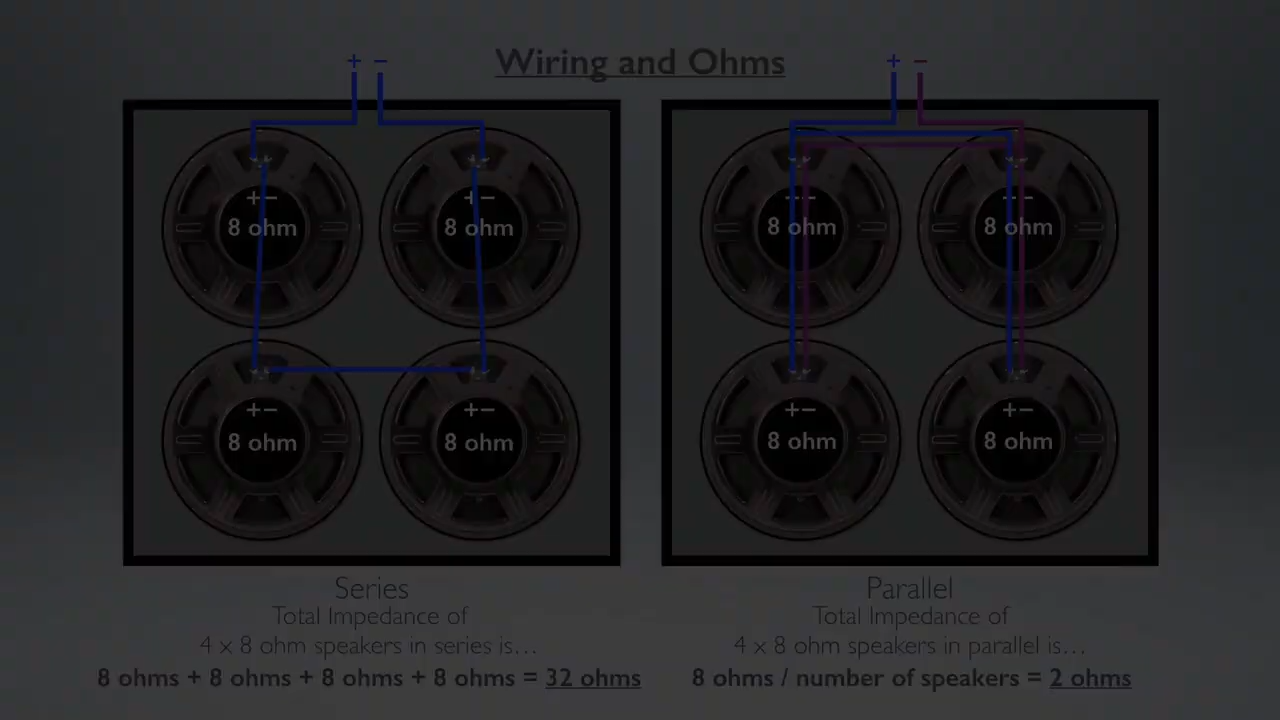 Wiring and Ohms
+ −
+ −
+−
8 ohm
+−
8 ohm
+−
8 ohm
+−
8 ohm
+−
8 ohm
+−
8 ohm
+−
8 ohm
+−
8 ohm
Series
Total Impedance of
4 x 8 ohm speakers in series is…
8 ohms + 8 ohms + 8 ohms + 8 ohms = 32 ohms
Parallel
Total Impedance of
4 x 8 ohm speakers in parallel is…
8 ohms / number of speakers = 2 ohms